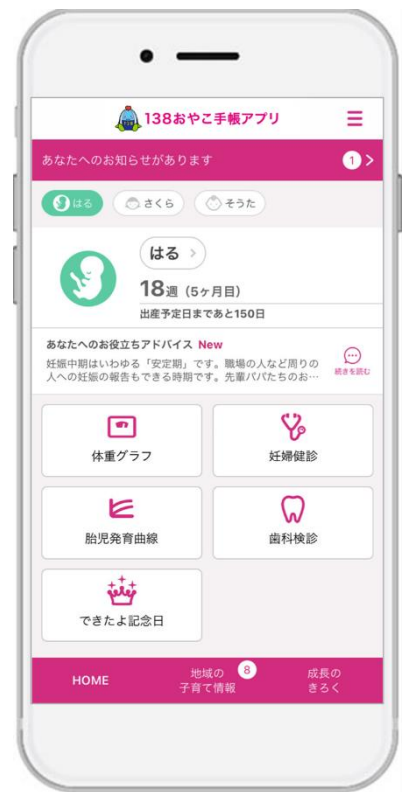 138おやこ手帳アプリ
あなたへのお知らせがあります
1
はる
さくら
そうた
はる
18週（5ヶ月目）
出産予定日まであと150日
あなたへのお役立ちアドバイス New
妊娠中期はいわゆる「安定期」です。職場の人など周りの
人への妊娠の報告もできる時期です。先輩パパたちのお…
続きを読む
体重グラフ
妊婦健診
胎児発育曲線
歯科検診
できたよ記念日
HOME
地域の
子育て情報
8
成長の
きろく